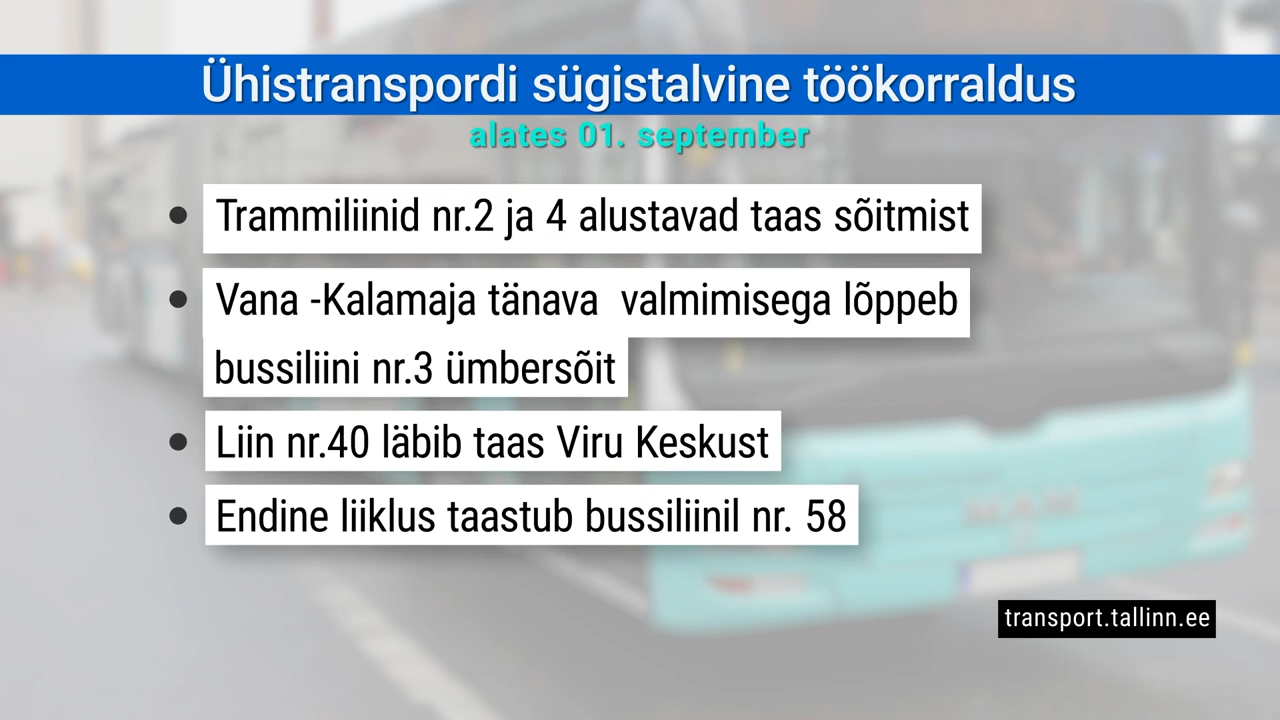 Ühistranspordi sügistalvine töökorraldus
alates 01. september
Trammiliinid nr.2 ja 4 alustavad taas sõitmist
Vana -Kalamaja tänava valmimisega lõppeb
bussiliini nr.3 ümbersõit
Liin nr.40 läbib taas Viru Keskust
Endine liiklus taastub bussiliinil nr. 58
transport.tallinn.ee